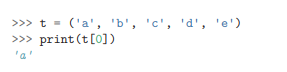 >>> t = ('a', 'b', 'c', 'd', 'e')
>>> print(t[0])
'a'